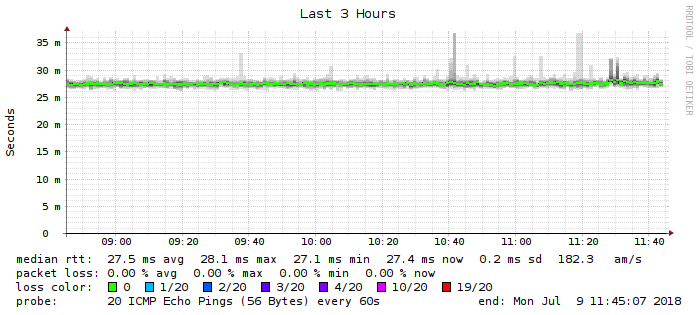 Last 3 Hours
RRDTOOL / TOBI OETIKER
Seconds
35 m
30 m
25 m
20 m
15 m
10 m
5 m
0
09:00 09:20 09:40 10:00 10:20 10:40 11:00 11:20 11:40
median rtt: 27.5 ms avg 28.1 ms max 27.1 ms min 27.4 ms now 0.2 ms sd 182.3 am/s
packet loss: 0.00 % avg 0.00 % max 0.00 % min 0.00 % now
loss color: 0 1/20 2/20 3/20 4/20 10/20 19/20
probe: 20 ICMP Echo Pings (56 Bytes) every 60s end: Mon Jul 9 11:45:07 2018